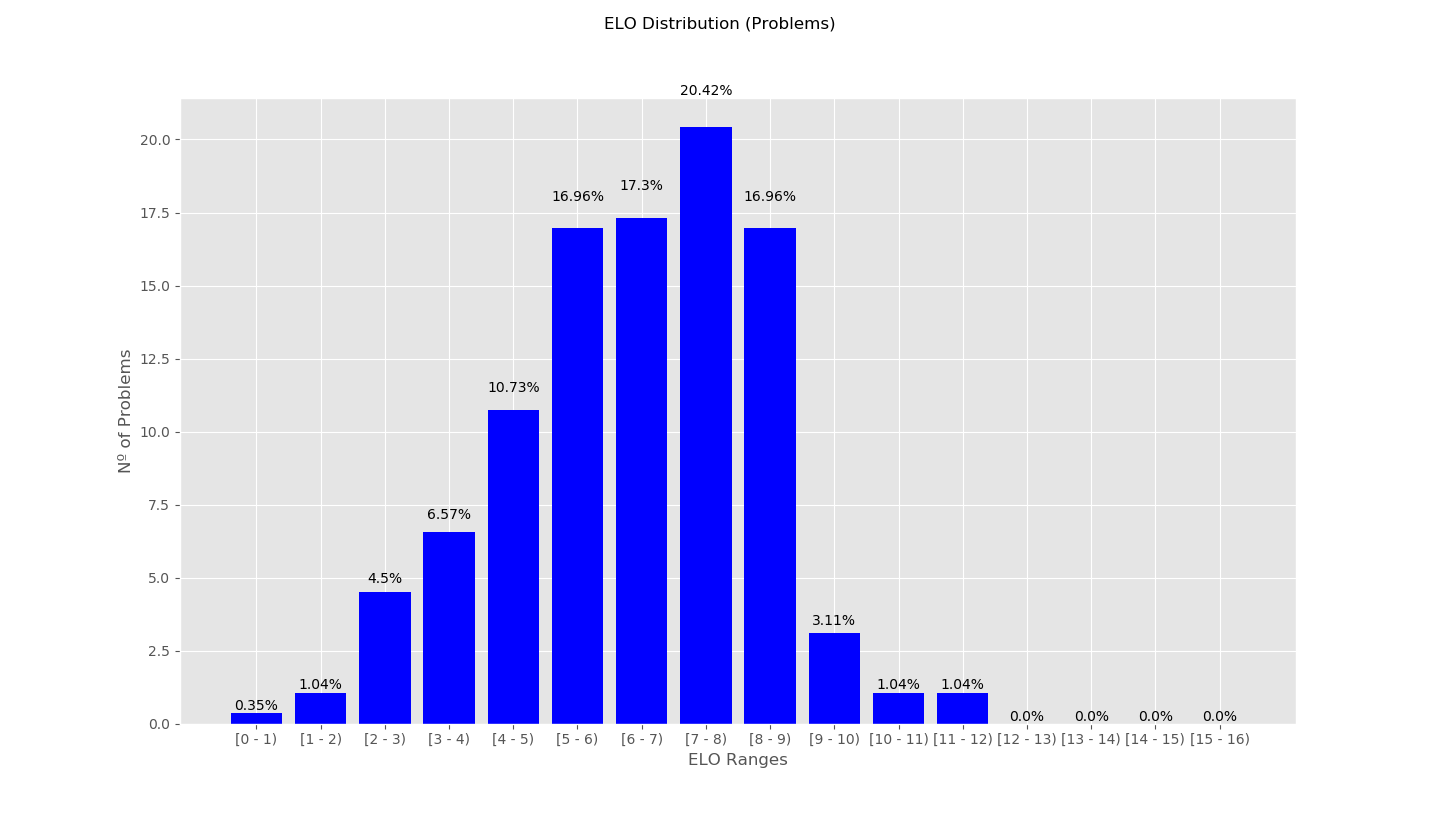 ELO Distribution (Problems)
20.42%
20.0
17.5
16.96%
17.3%
16.96%
15.0
12.5
10.73%
10.0
7.5
6.57%
5.0
4.5%
3.11%
2.5
0.35%
1.04%
1.04%
1.04%
0.0%
0.0%
0.0%
0.0%
0.0
Nº of Problems
[0 - 1)
[1 - 2)
[2 - 3)
[3 - 4)
[4 - 5)
[5 - 6)
[6 - 7)
[7 - 8)
[8 - 9)
[9 - 10)
[10 - 11)
[11 - 12)
[12 - 13)
[13 - 14)
[14 - 15)
[15 - 16)
ELO Ranges